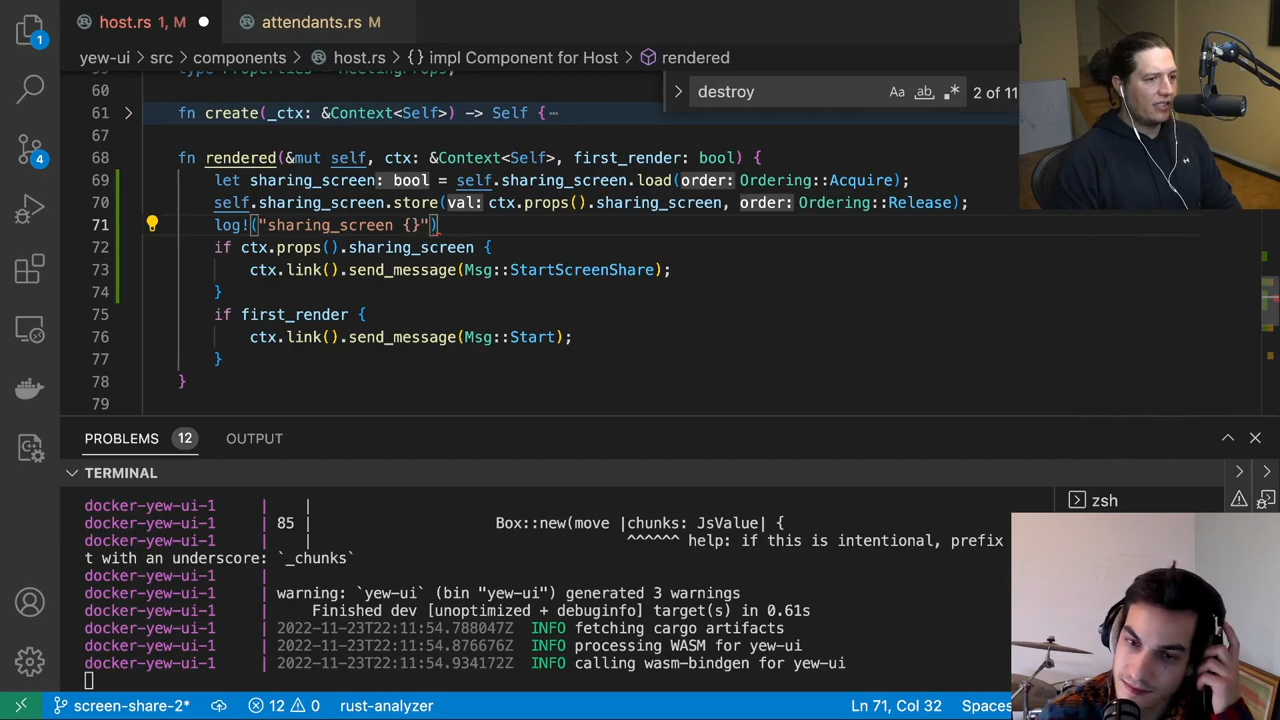 host.rs 1, M
attendants.rs M
yew-ui › src › components › host.rs › {} impl Component for Host › rendered
destroy
Aa ab .* 2 of 11
60
61 fn create(_ctx: &Context<Self>) -> Self {⋯
67
68 fn rendered(&mut self, ctx: &Context<Self>, first_render: bool) {
69 let sharing_screen: bool = self.sharing_screen.load(order: Ordering::Acquire);
70 self.sharing_screen.store(val: ctx.props().sharing_screen, order: Ordering::Release);
71 log!("sharing_screen {}")
72 if ctx.props().sharing_screen {
73 ctx.link().send_message(Msg::StartScreenShare);
74 }
75 if first_render {
76 ctx.link().send_message(Msg::Start);
77 }
78 }
79
1
4
PROBLEMS 12 OUTPUT
TERMINAL
zsh
docker-yew-ui-1 | |
docker-yew-ui-1 | 85 | Box::new(move |chunks: JsValue| {
docker-yew-ui-1 | | ^^^^^^ help: if this is intentional, prefix
t with an underscore: `_chunks`
docker-yew-ui-1 |
docker-yew-ui-1 | warning: `yew-ui` (bin "yew-ui") generated 3 warnings
docker-yew-ui-1 | Finished dev [unoptimized + debuginfo] target(s) in 0.61s
docker-yew-ui-1 | 2022-11-23T22:11:54.788047Z INFO fetching cargo artifacts
docker-yew-ui-1 | 2022-11-23T22:11:54.876676Z INFO processing WASM for yew-ui
docker-yew-ui-1 | 2022-11-23T22:11:54.934172Z INFO calling wasm-bindgen for yew-ui
screen-share-2* 12 0 rust-analyzer Ln 71, Col 32 Spaces